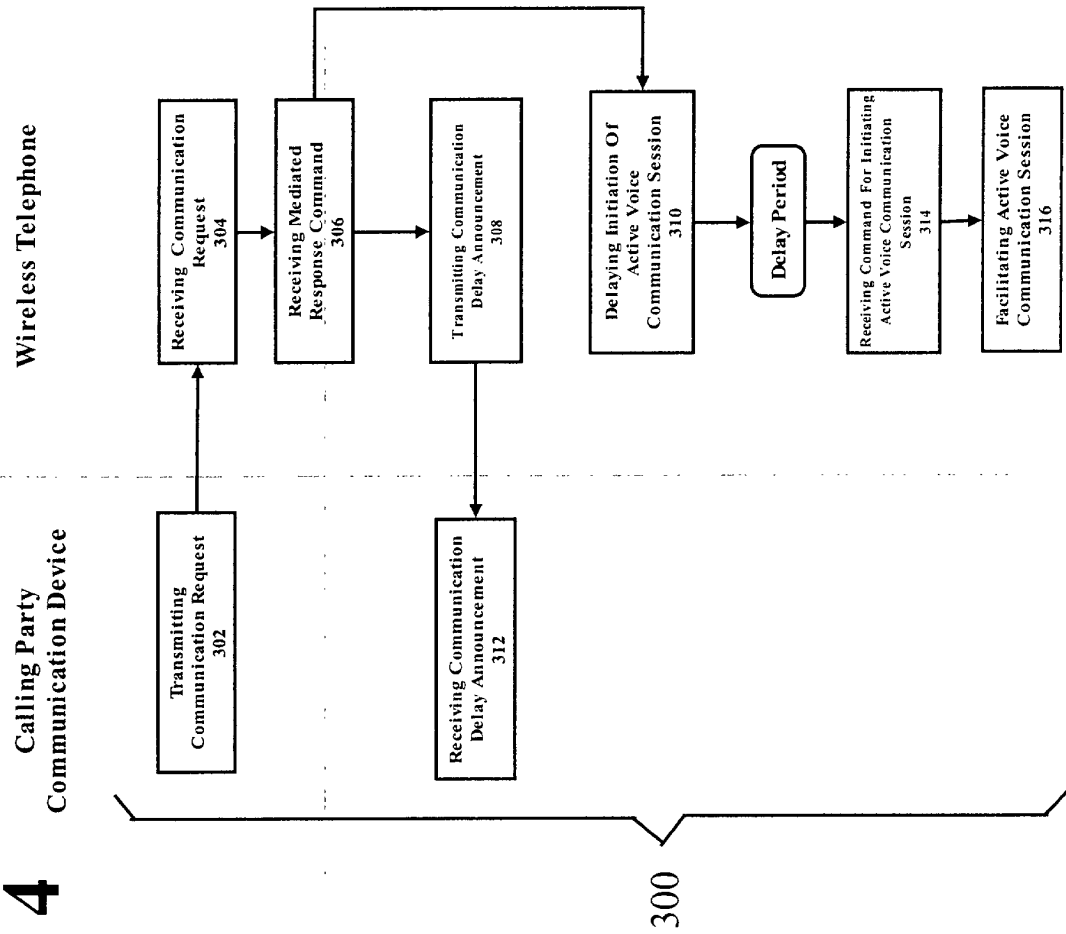 4
Calling Party
Communication Device
Wireless Telephone
Transmitting
Communication Request
302
Receiving Communication
Request
304
Receiving Mediated
Response Command
306
Transmitting Communication
Delay Announcement
308
Receiving Communication
Delay Announcement
312
Delaying Initiation Of
Active Voice
Communication Session
310
Delay Period
Receiving Command For Initiating
Active Voice Communication
Session
314
Facilitating Active Voice
Communication Session
316
300